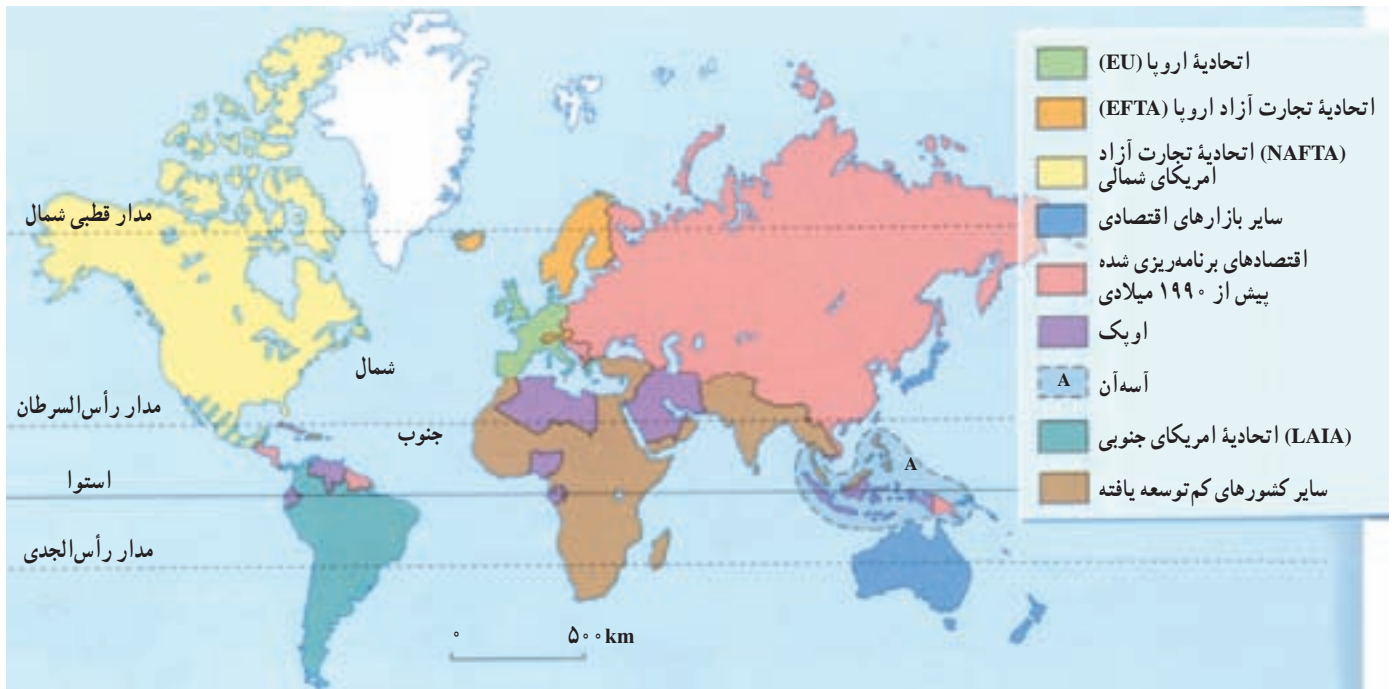 اتحادیهٔ اروپا (EU)
اتحادیهٔ تجارت آزاد اروپا (EFTA)
(NAFTA) اتحادیهٔ تجارت آزاد
امریکای شمالی
سایر بازارهای اقتصادی
اقتصادهای برنامه‌ریزی شده
پیش از ۱۹۹۰ میلادی
اوپک
A
آسه‌آن
(LAIA) اتحادیهٔ امریکای جنوبی
سایر کشورهای کم‌توسعه یافته
مدار قطبی شمال
شمال
مدار رأس‌السرطان
جنوب
A
استوا
مدار رأس‌الجدی
۰ ۵۰۰km